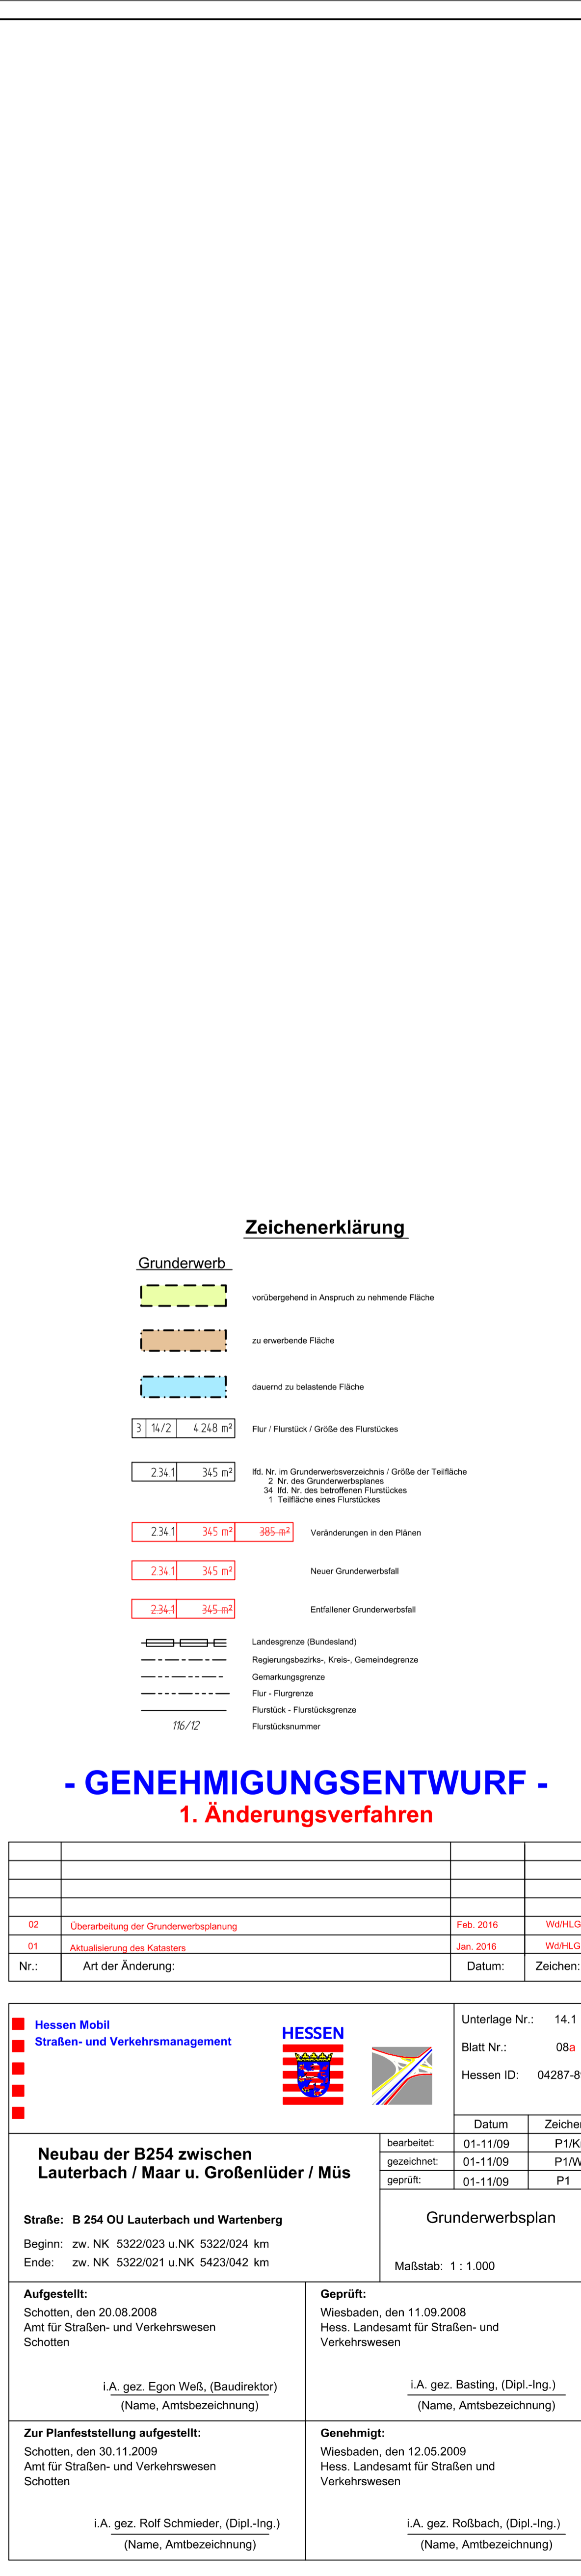 Zeichenerklärung
Grunderwerb
vorübergehend in Anspruch zu nehmende Fläche
zu erwerbende Fläche
dauernd zu belastende Fläche
3 14/2 4.248 m² Flur / Flurstück / Größe des Flurstückes
2.34.1 345 m² lfd. Nr. im Grunderwerbsverzeichnis / Größe der Teilfläche
2 Nr. des Grunderwerbsplanes
34 lfd. Nr. des betroffenen Flurstückes
1 Teilfläche eines Flurstückes
2.34.1 345 m² 385 m² Veränderungen in den Plänen
2.34.1 345 m² Neuer Grunderwerbsfall
2.34.1 345 m² Entfallener Grunderwerbsfall
Landesgrenze (Bundesland)
Regierungsbezirks-, Kreis-, Gemeindegrenze
Gemarkungsgrenze
Flur - Flurgrenze
Flurstück - Flurstücksgrenze
116/12 Flurstücksnummer
- GENEHMIGUNGSENTWURF -
1. Änderungsverfahren
02 Überarbeitung der Grunderwerbsplanung Feb. 2016 Wd/HLG
01 Aktualisierung des Katasters Jan. 2016 Wd/HLG
Nr.: Art der Änderung: Datum: Zeichen:
Hessen Mobil
Straßen- und Verkehrsmanagement
HESSEN
Unterlage Nr.: 14.1
Blatt Nr.: 08a
Hessen ID:
Datum
bearbeitet: 01-11/09
gezeichnet: 01-11/09
geprüft: 01-11/09 P1
Neubau der B254 zwischen
Lauterbach / Maar u. Großenlüder / Müs
Straße: B 254 OU Lauterbach und Wartenberg
Beginn: zw. NK 5322/023 u.NK 5322/024 km
Ende: zw. NK 5322/021 u.NK 5423/042 km
Grunderwerbsplan
Maßstab: 1 : 1.000
Aufgestellt:
Schotten, den 20.08.2008
Amt für Straßen- und Verkehrswesen
Schotten
i.A. gez. Egon Weß, (Baudirektor)
(Name, Amtsbezeichnung)
Geprüft:
Wiesbaden, den 11.09.2008
Hess. Landesamt für Straßen- und
Verkehrswesen
i.A. gez. Basting, (Dipl.-Ing.)
(Name, Amtsbezeichnung)
Zur Planfeststellung aufgestellt:
Schotten, den 30.11.2009
Amt für Straßen- und Verkehrswesen
Schotten
i.A. gez. Rolf Schmieder, (Dipl.-Ing.)
(Name, Amtbezeichnung)
Genehmigt:
Wiesbaden, den 12.05.2009
Hess. Landesamt für Straßen und
Verkehrswesen
i.A. gez. Roßbach, (Dipl.-Ing.)
(Name, Amtbezeichnung)